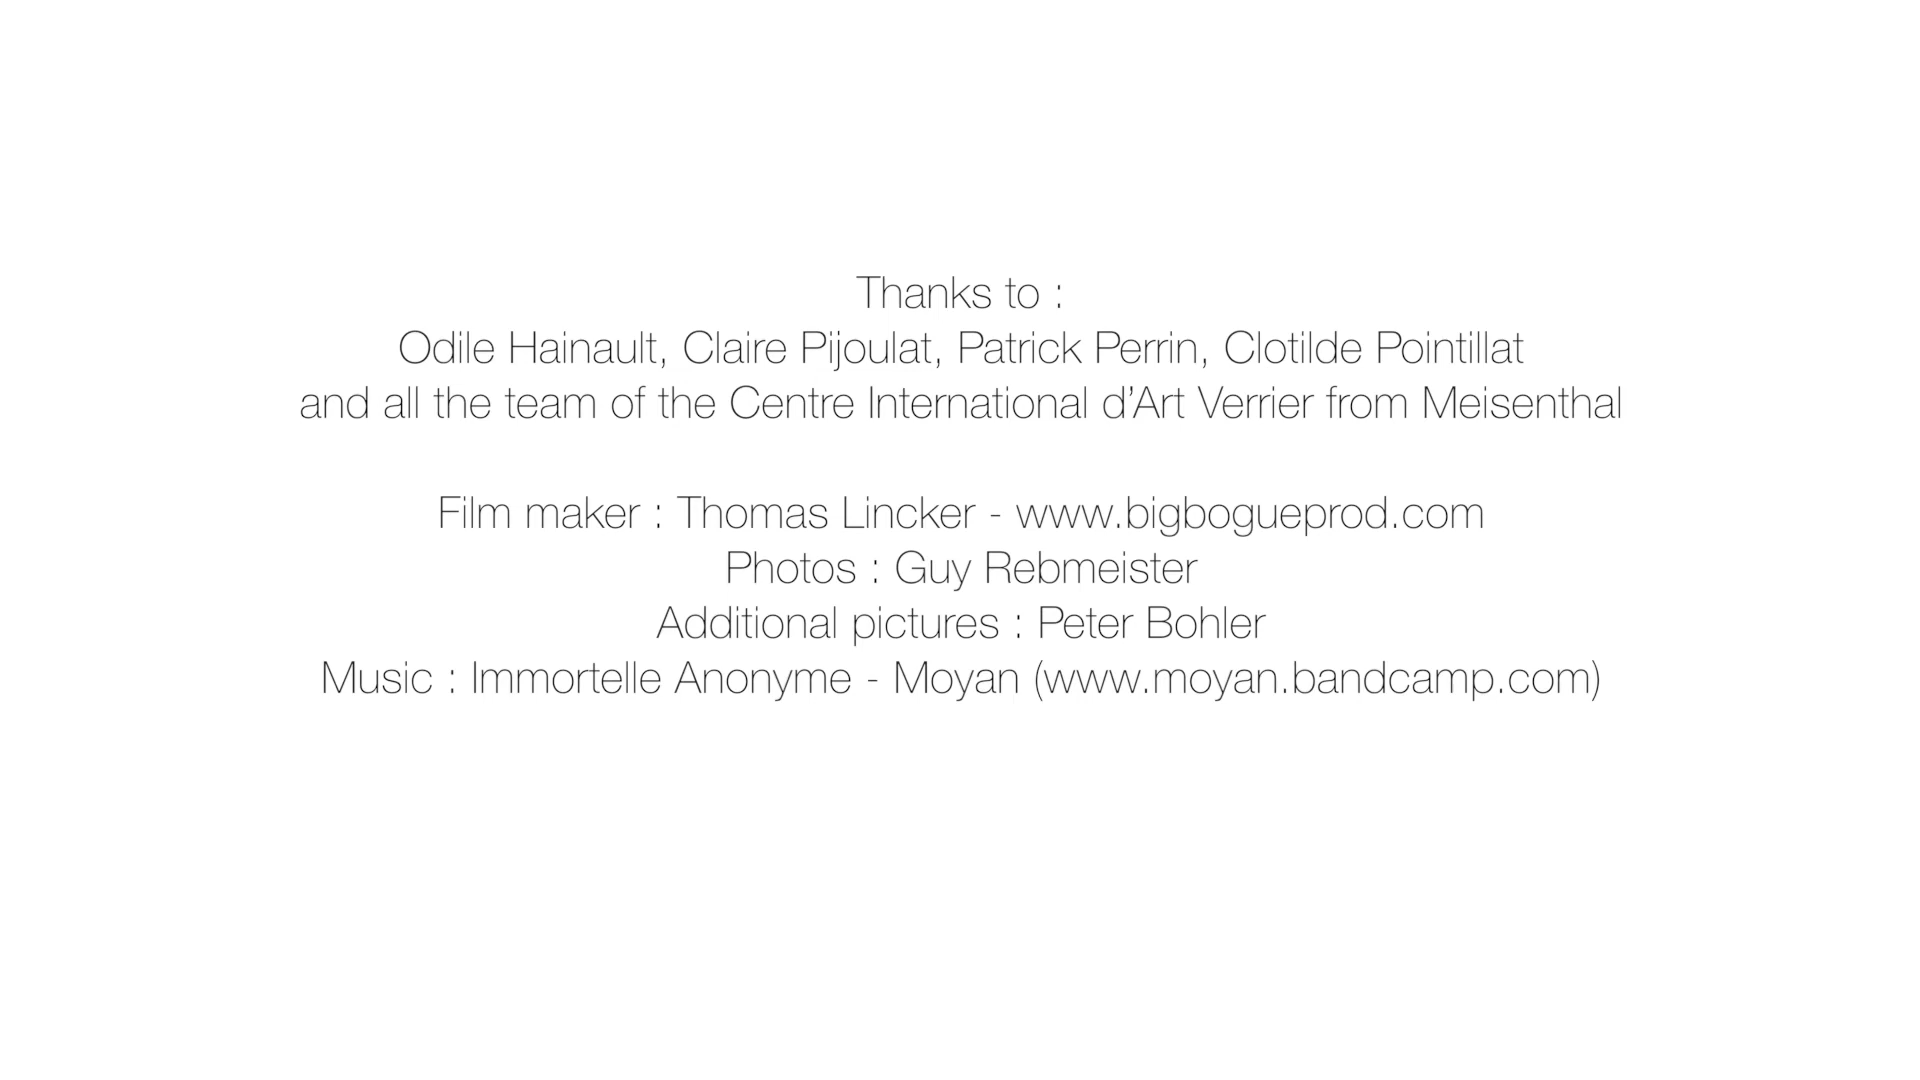 Thanks to :
Odile Hainault, Claire Pijoulat, Patrick Perrin, Clotilde Pointillat
and all the team of the Centre International d’Art Verrier from Meisenthal
Film maker : Thomas Lincker - www.bigbogueprod.com
Photos : Guy Rebmeister
Additional pictures : Peter Bohler
Music : Immortelle Anonyme - Moyan (www.moyan.bandcamp.com)